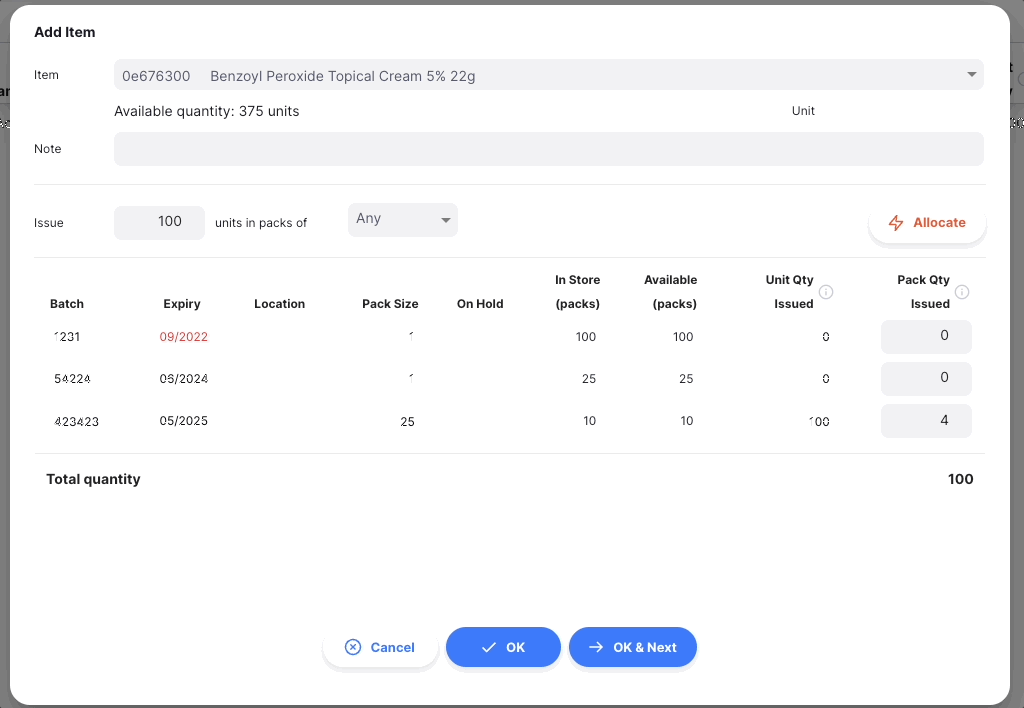 Add Item
Item 0e676300 Benzoyl Peroxide Topical Cream 5% 22g
Available quantity: 375 units Unit
Note
Issue 100 units in packs of Any Allocate
In Store Available Unit Qty Pack Qty
Batch Expiry Location Pack Size On Hold (packs) (packs) Issued Issued
1231 09/2022 1 100 100 0 0
54224 06/2024 1 25 25 0 0
423423 05/2025 25 10 10 100 4
Total quantity 100
Cancel OK OK & Next